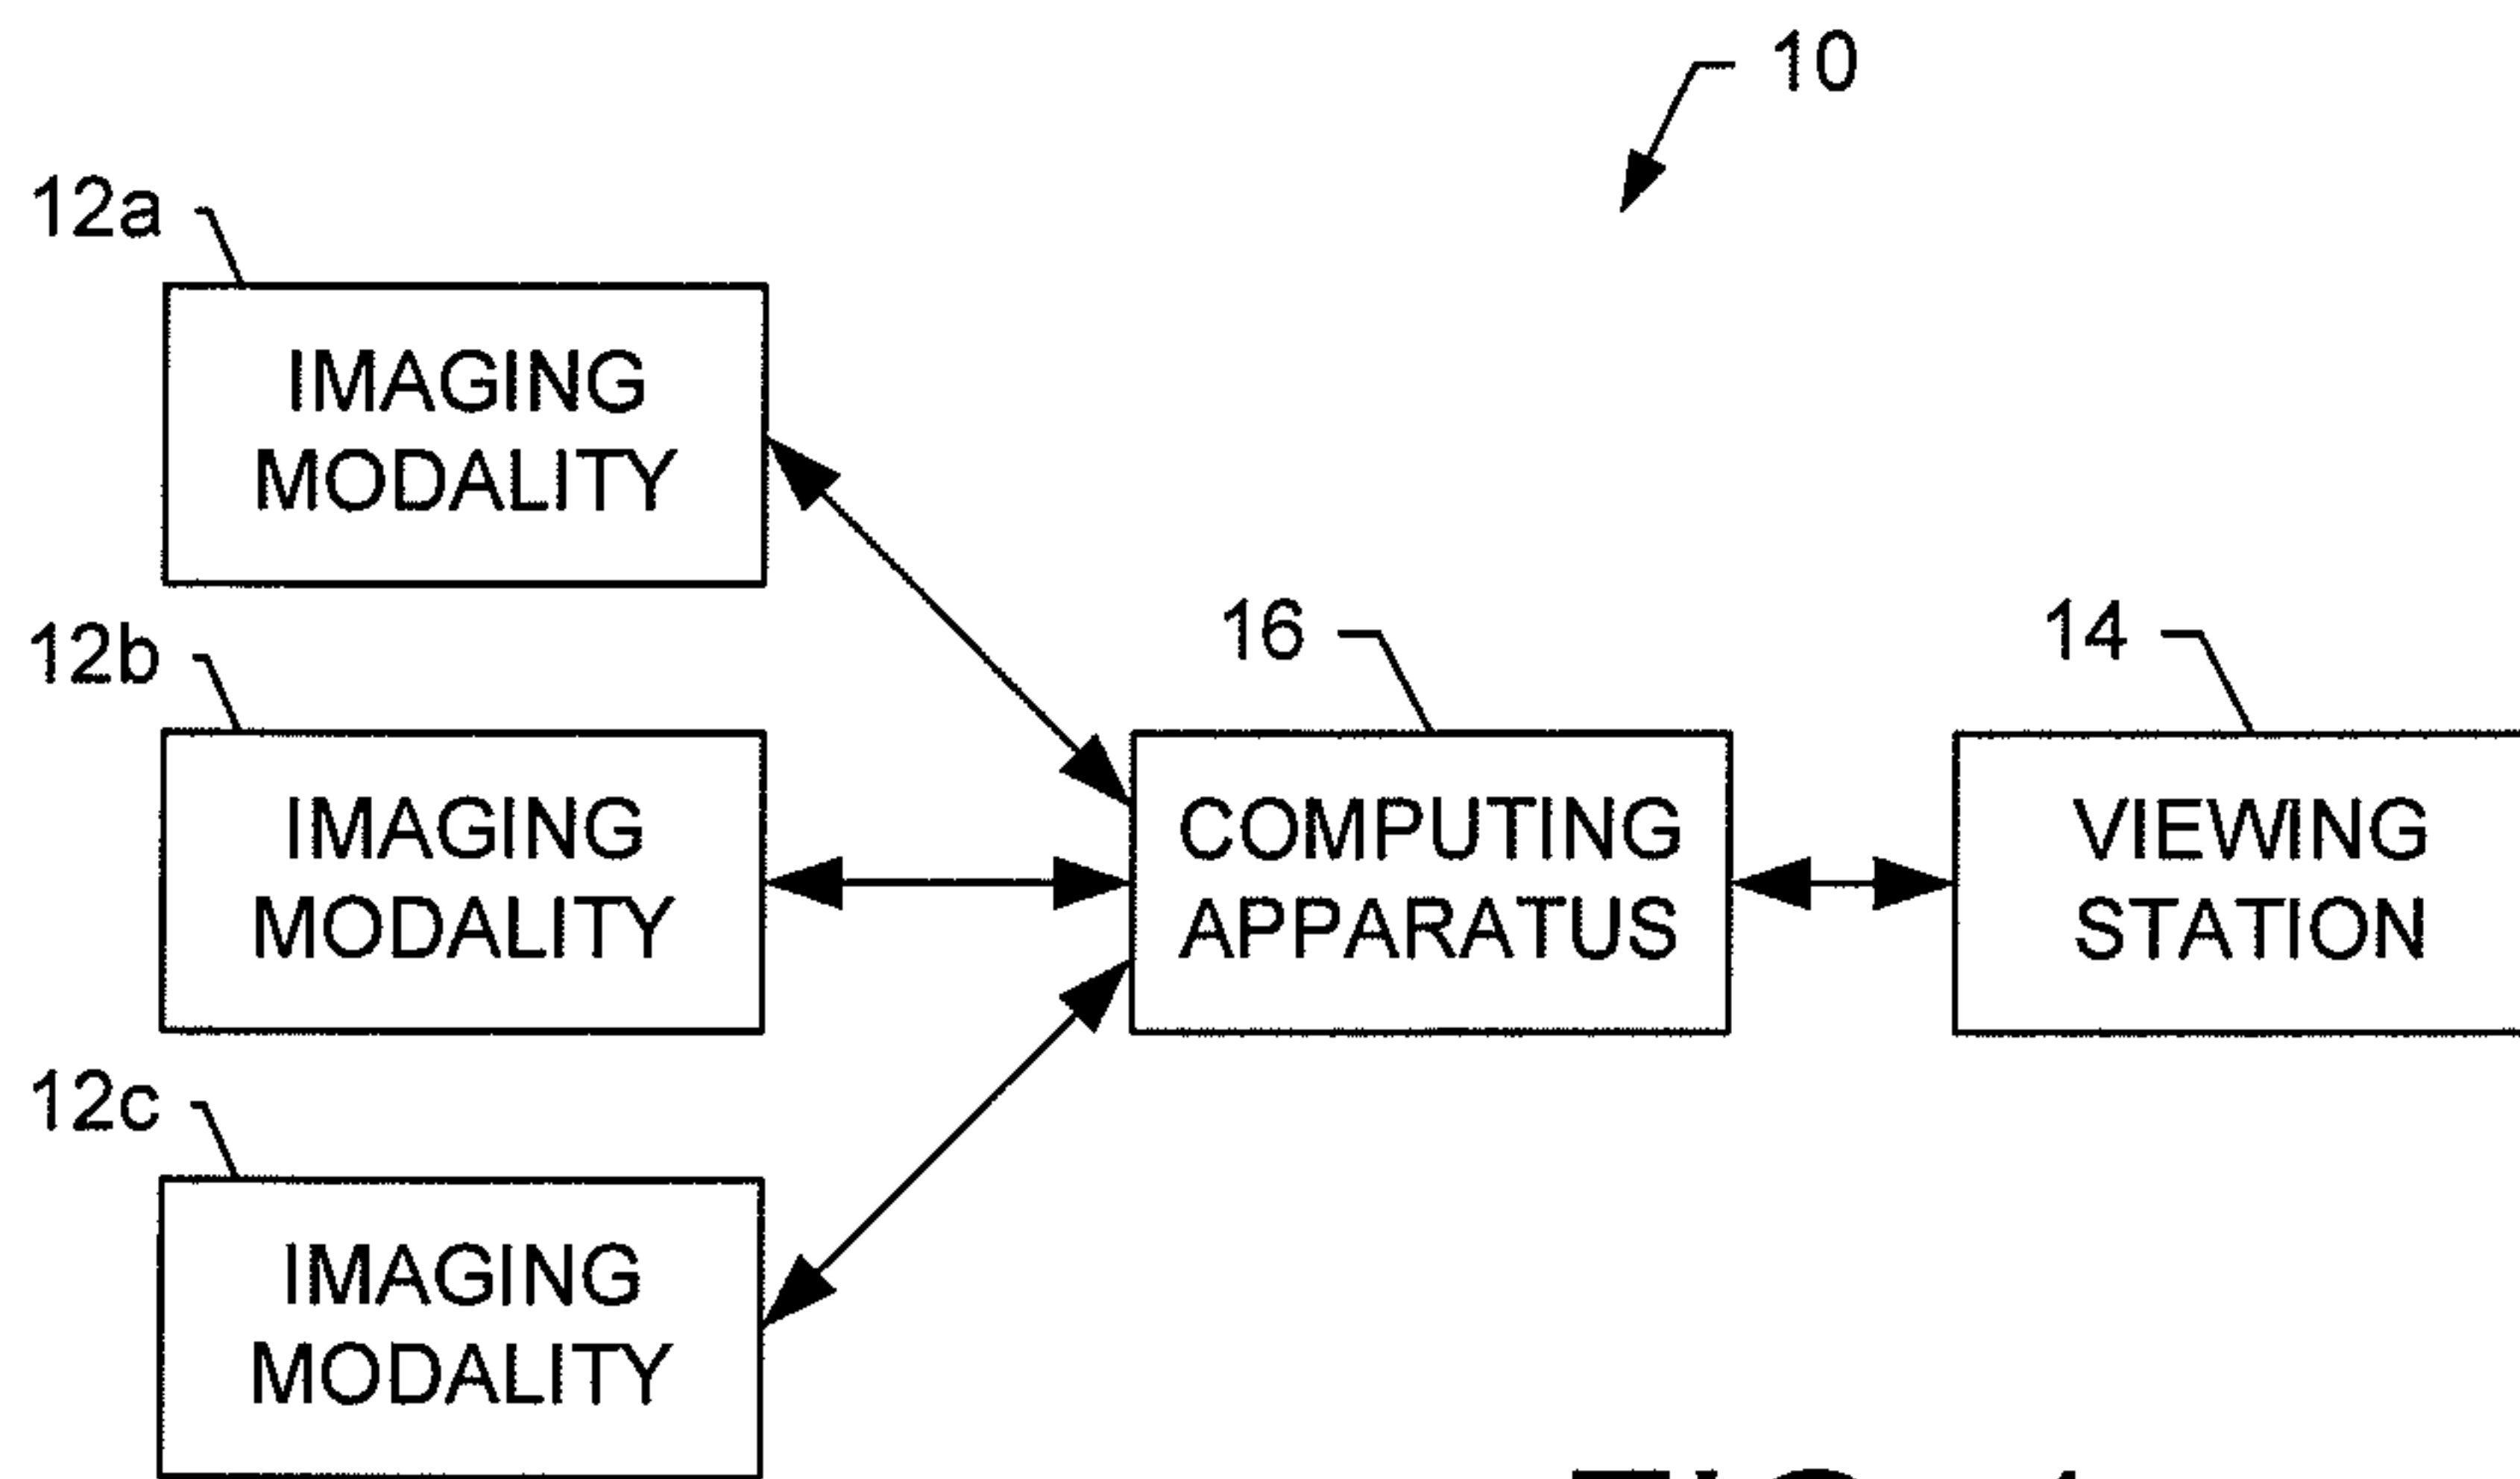 10
12a
IMAGING
MODALITY
12b
IMAGING
MODALITY
16
COMPUTING
APPARATUS
14
VIEWING
STATION
12c
IMAGING
MODALITY